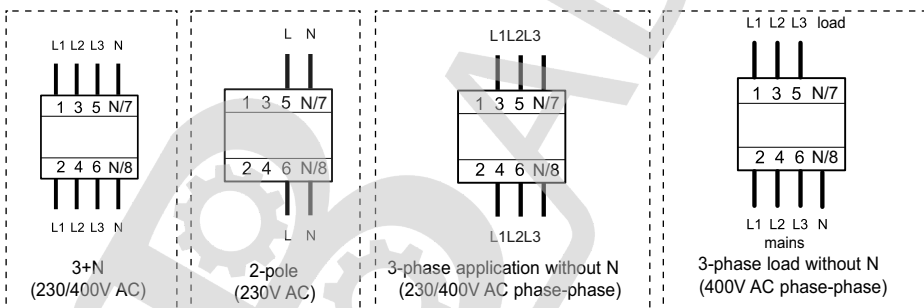 L1 L2 L3 N
1 3 5 N/7
2 4 6 N/8
L1 L2 L3 N
3+N
(230/400V AC)
L N
1 3 5 N/7
2 4 6 N/8
L N
2-pole
(230V AC)
L1L2L3
1 3 5 N/7
2 4 6 N/8
L1L2L3
3-phase application without N
(230/400V AC phase-phase)
L1 L2 L3 load
1 3 5 N/7
2 4 6 N/8
L1 L2 L3 N
mains
3-phase load without N
(400V AC phase-phase)